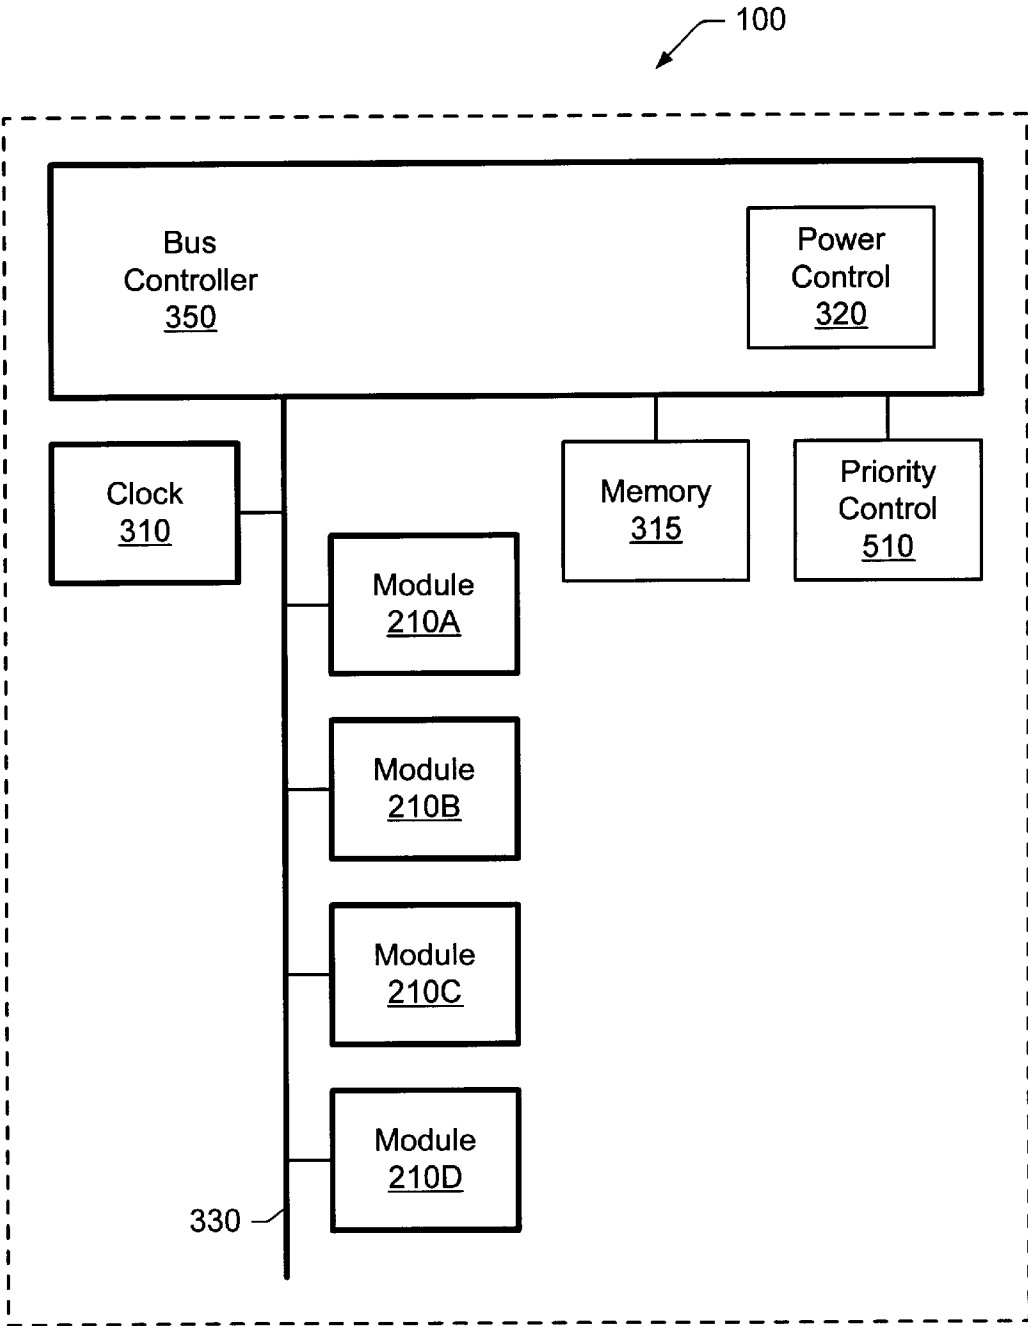 100
Bus
Controller
350
Power
Control
320
Clock
310
Memory
315
Priority
Control
510
Module
210A
Module
210B
Module
210C
Module
210D
330